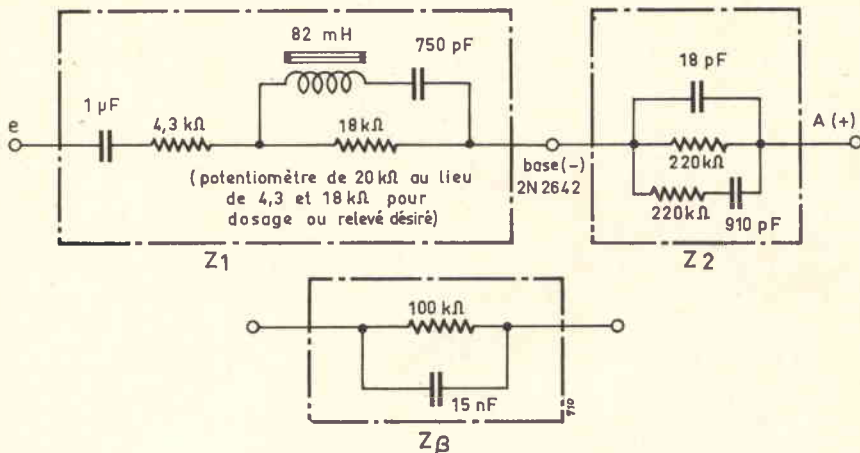 82 mH
750 pF
18 pF
1 µF
e
4,3 kΩ
18 kΩ
220 kΩ
A (+)
(potentiomètre de 20 kΩ au lieu
de 4,3 et 18 kΩ pour
dosage ou relevé désiré)
base (-)
2N 2642
220 kΩ
910 pF
Z1
Z2
100 kΩ
15 nF
910
Zβ